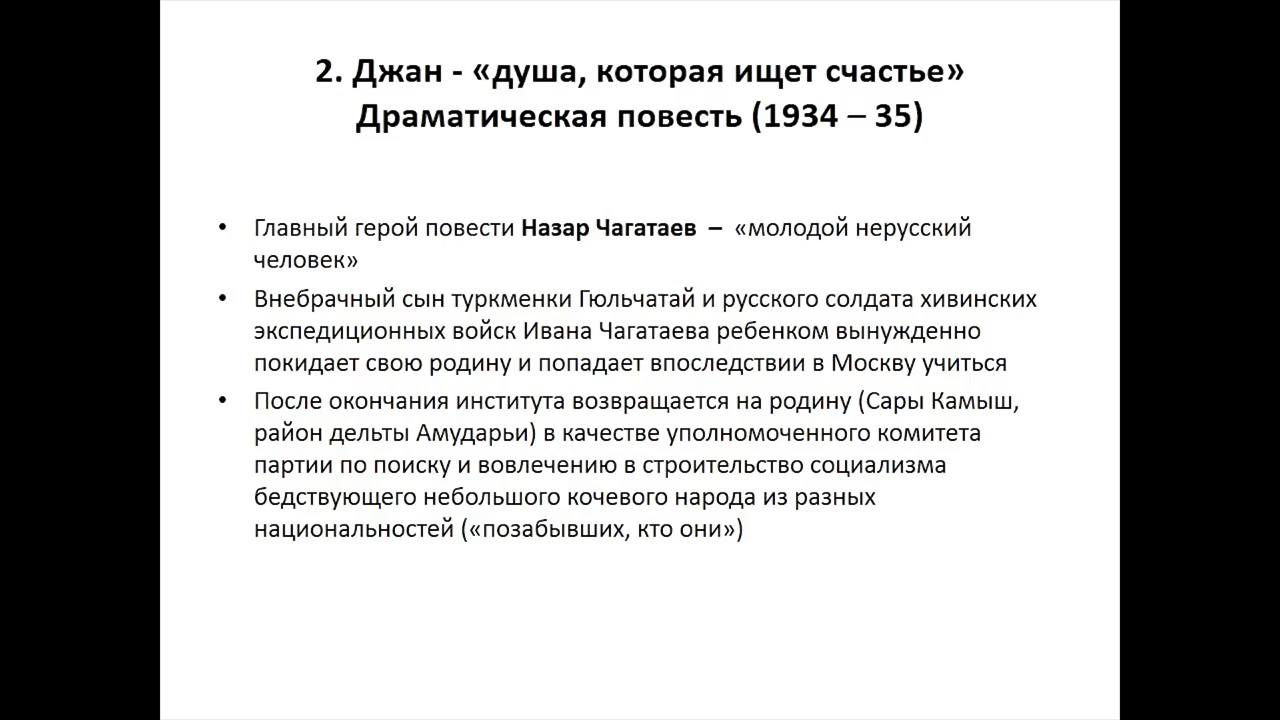 2. Джан - «душа, которая ищет счастье»
Драматическая повесть (1934 – 35)
• Главный герой повести Назар Чагатаев – «молодой нерусский
человек»
• Внебрачный сын туркменки Гюльчатай и русского солдата хивинских
экспедиционных войск Ивана Чагатаева ребенком вынужденно
покидает свою родину и попадает впоследствии в Москву учиться
• После окончания института возвращается на родину (Сары Камыш,
район дельты Амударьи) в качестве уполномоченного комитета
партии по поиску и вовлечению в строительство социализма
бедствующего небольшого кочевого народа из разных
национальностей («позабывших, кто они»)